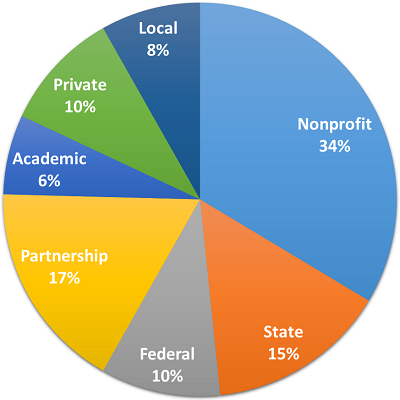 Local
8%
Private
10%
Nonprofit
34%
Academic
6%
Partnership
17%
State
15%
Federal
10%